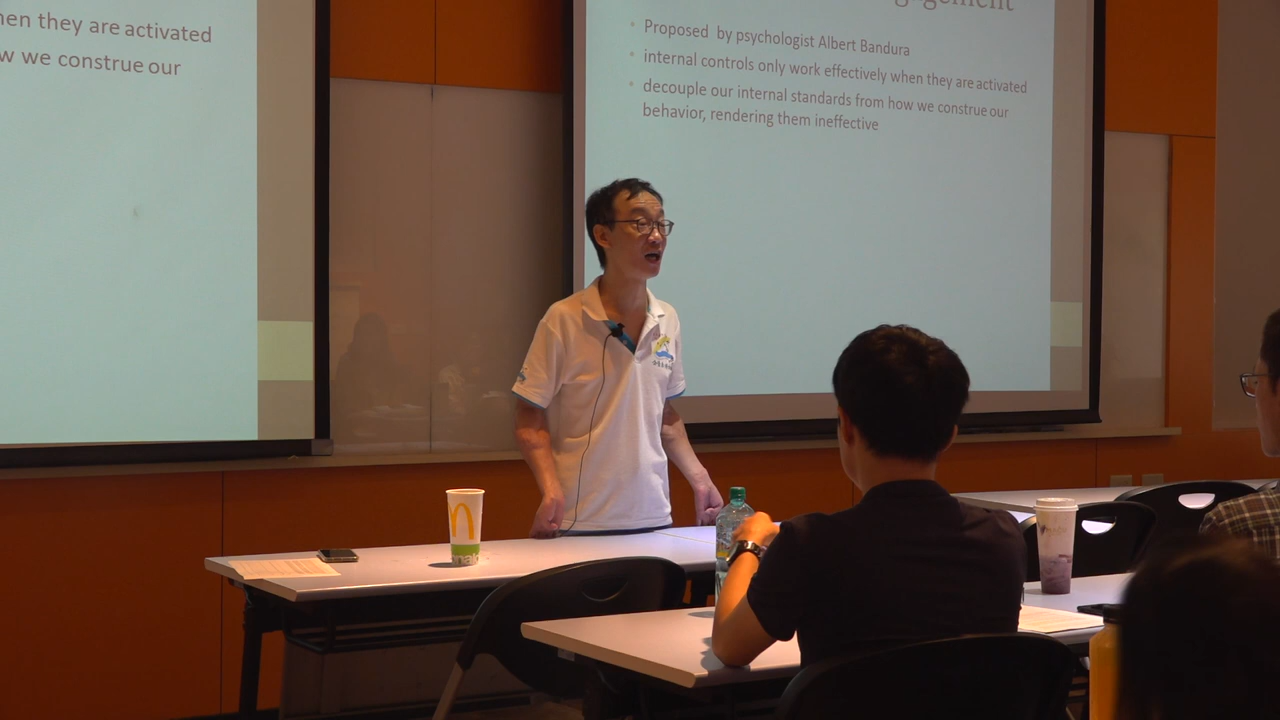 hen they are activated
w we construe our
gagement
Proposed by psychologist Albert Bandura
internal controls only work effectively when they are activated
decouple our internal standards from how we construe our
behavior, rendering them ineffective